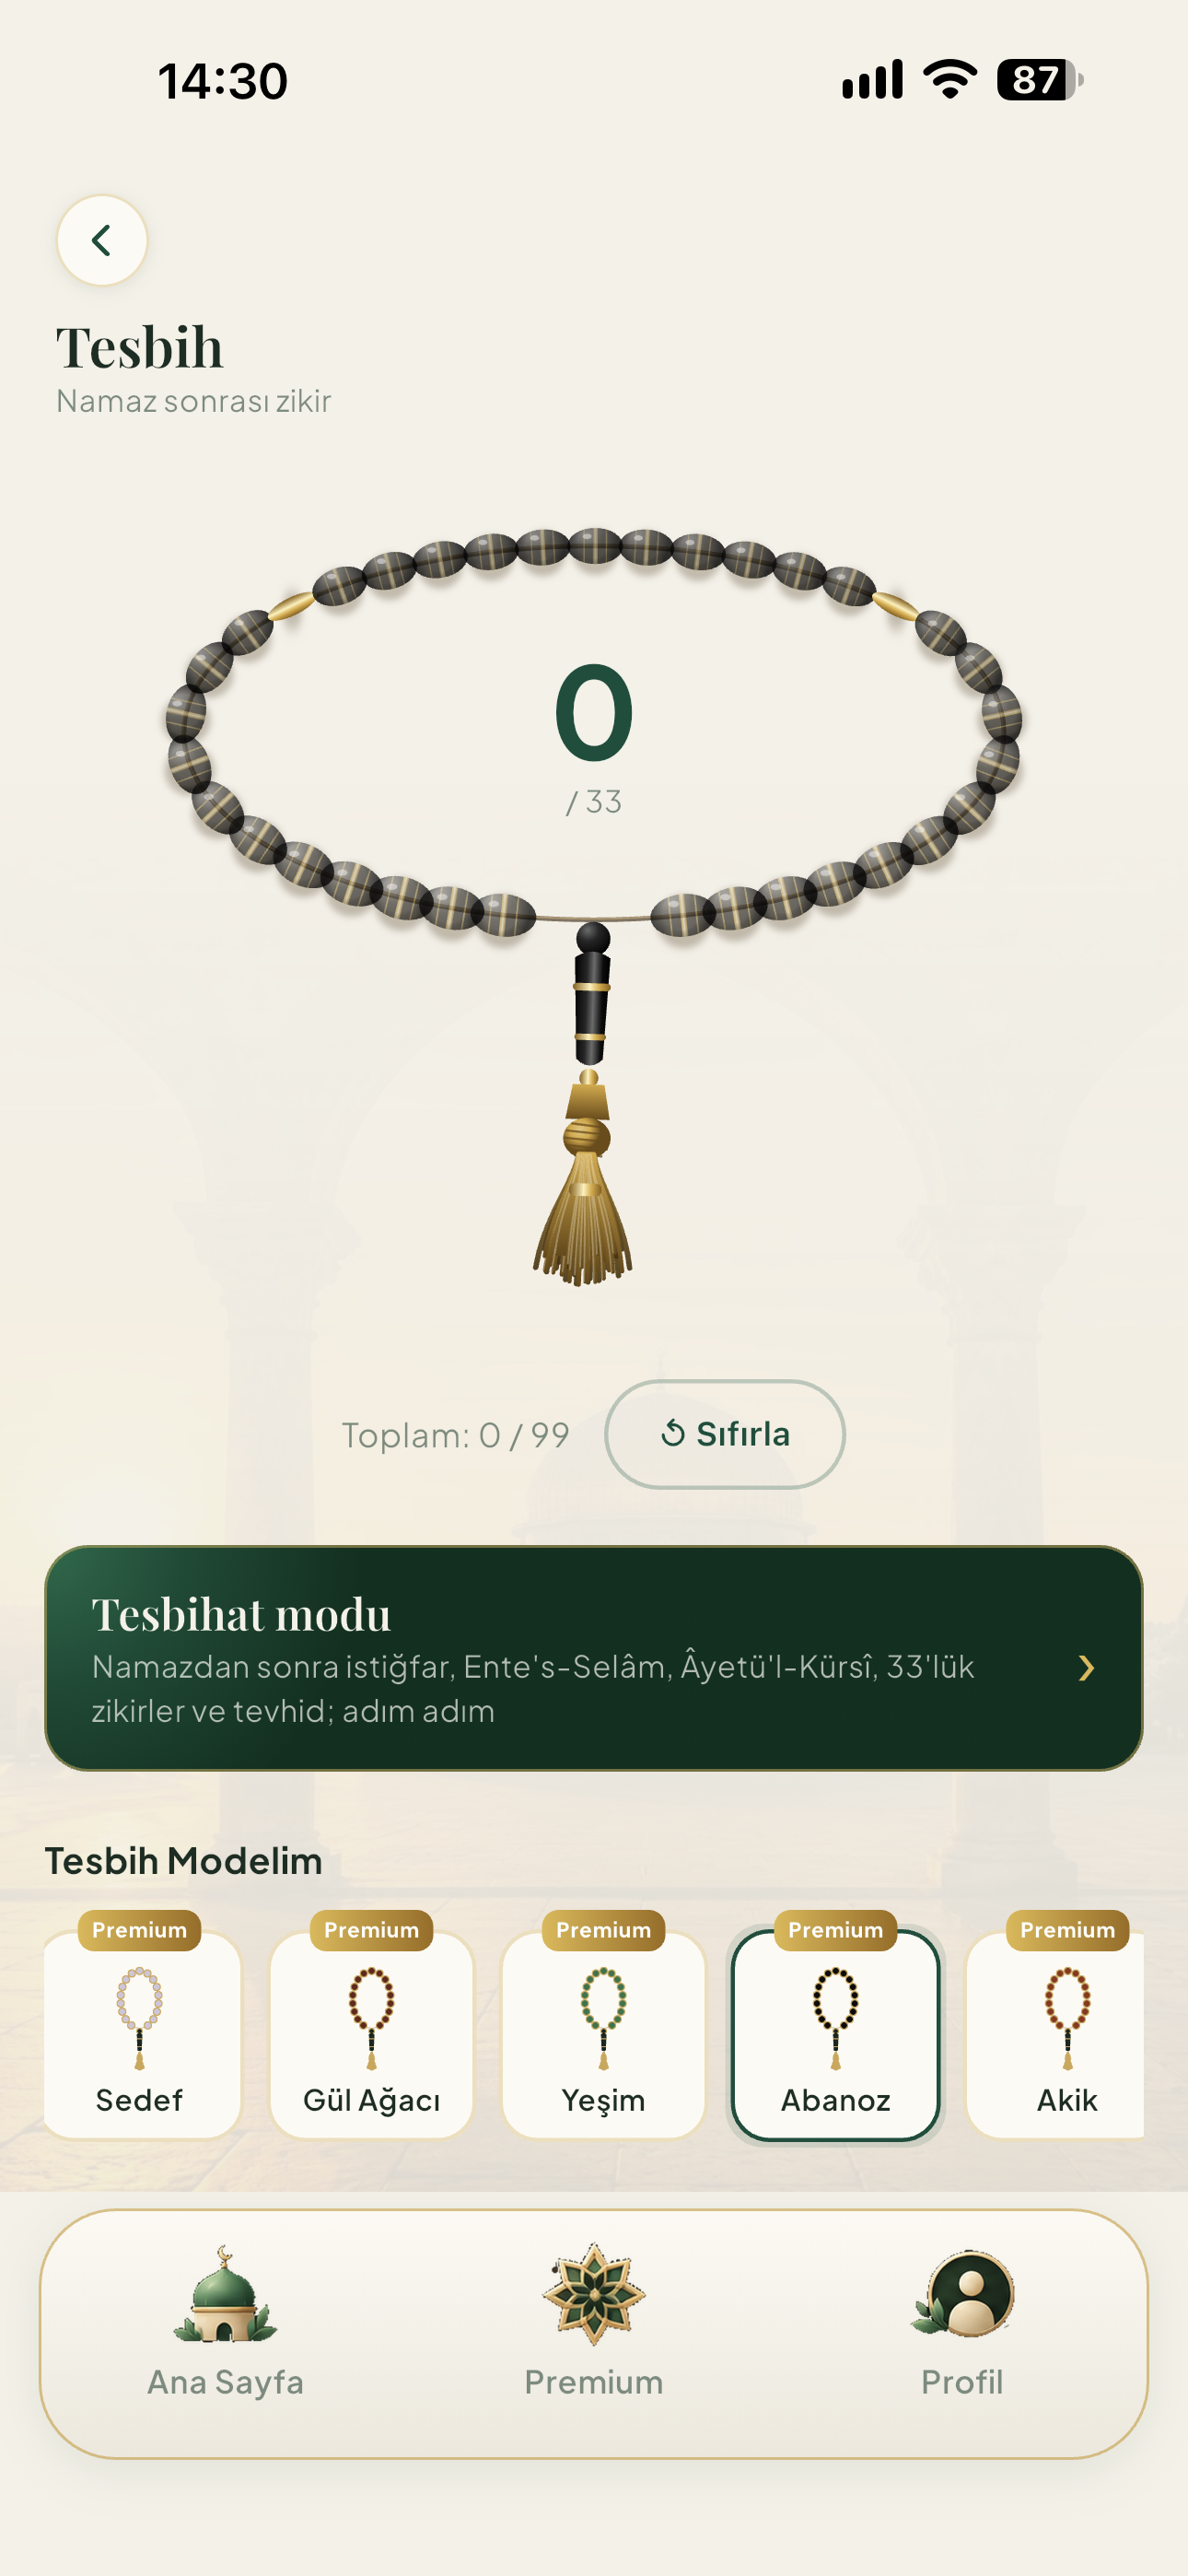 14:30
87
Tesbih
Namaz sonrası zikir
0
/ 33
Toplam: 0 / 99
Sıfırla
Tesbihat modu
Namazdan sonra istiğfar, Ente's-Selâm, Âyetü'l-Kürsî, 33'lük
zikirler ve tevhid; adım adım
Tesbih Modelim
Premium Premium Premium Premium Premium
Sedef Gül Ağacı Yeşim Abanoz Akik
Ana Sayfa Premium Profil